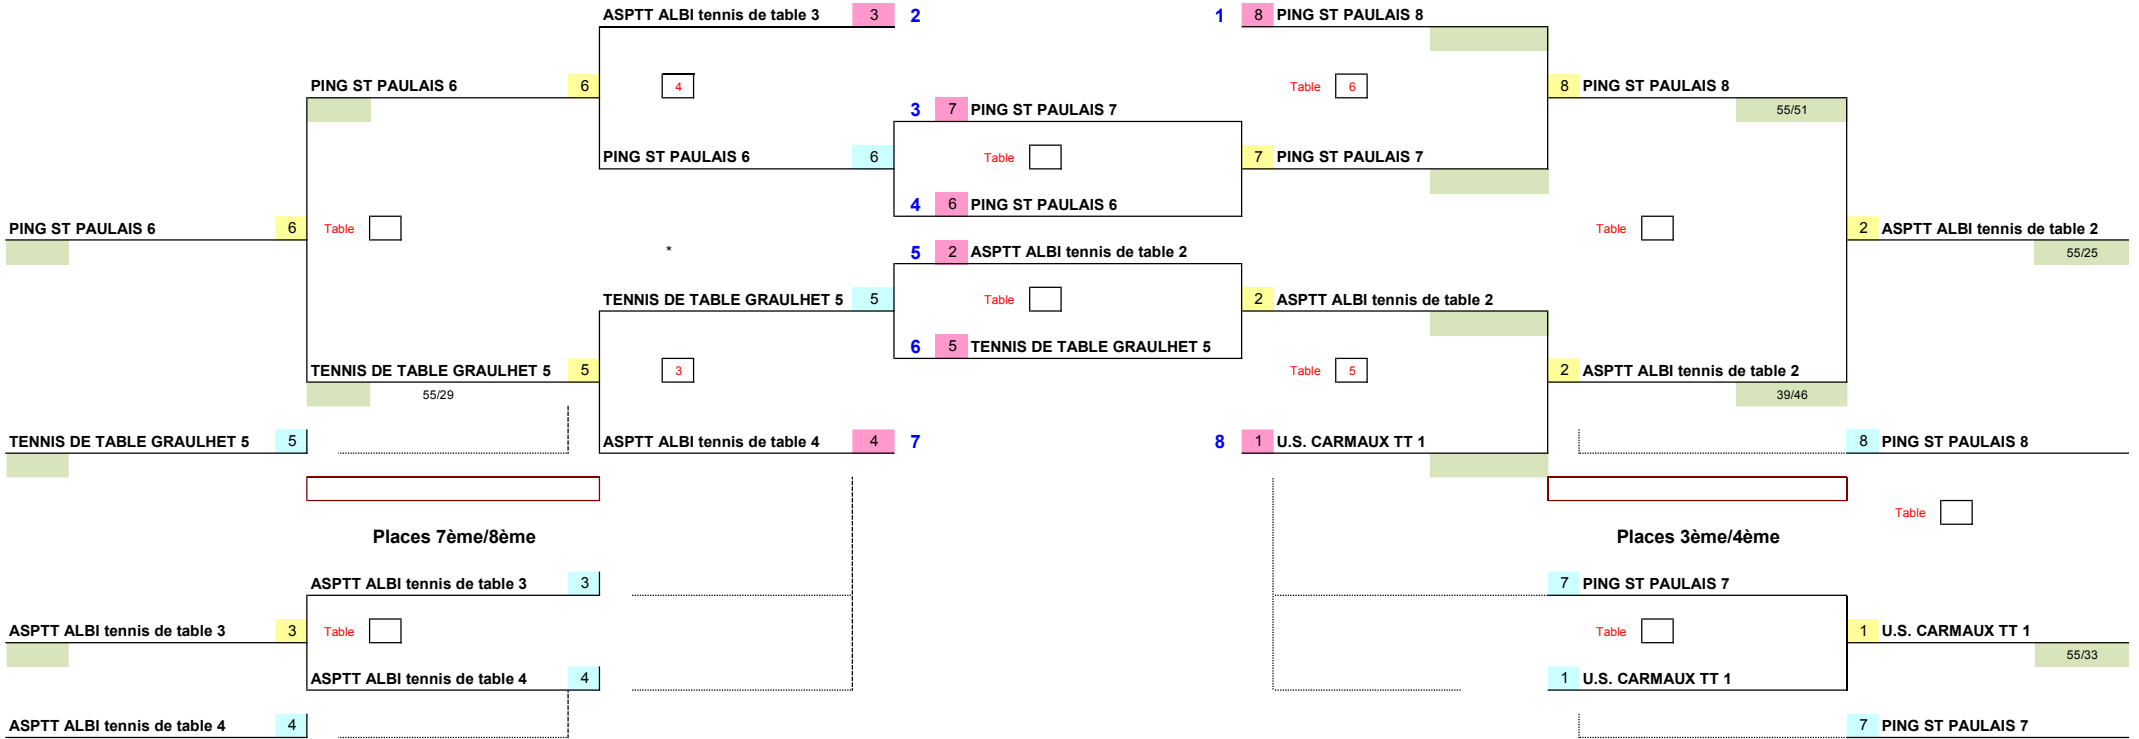 ASPTT ALBI tennis de table 3 3 2 1 8 PING ST PAULAIS 8
PING ST PAULAIS 6 6 4 Table 6 8 PING ST PAULAIS 8
3 7 PING ST PAULAIS 7 55/51
PING ST PAULAIS 6 6 Table 7 PING ST PAULAIS 7
4 6 PING ST PAULAIS 6
PING ST PAULAIS 6 6 Table Table 2 ASPTT ALBI tennis de table 2
* 5 2 ASPTT ALBI tennis de table 2 55/25
TENNIS DE TABLE GRAULHET 5 5 Table 2 ASPTT ALBI tennis de table 2
6 5 TENNIS DE TABLE GRAULHET 5
TENNIS DE TABLE GRAULHET 5 5 3 Table 5 2 ASPTT ALBI tennis de table 2
55/29 39/46
TENNIS DE TABLE GRAULHET 5 5 ASPTT ALBI tennis de table 4 4 7 8 1 U.S. CARMAUX TT 1 8 PING ST PAULAIS 8
Table
Places 7ème/8ème Places 3ème/4ème
ASPTT ALBI tennis de table 3 3 7 PING ST PAULAIS 7
ASPTT ALBI tennis de table 3 3 Table Table 1 U.S. CARMAUX TT 1
55/33
ASPTT ALBI tennis de table 4 4 1 U.S. CARMAUX TT 1
ASPTT ALBI tennis de table 4 4 7 PING ST PAULAIS 7